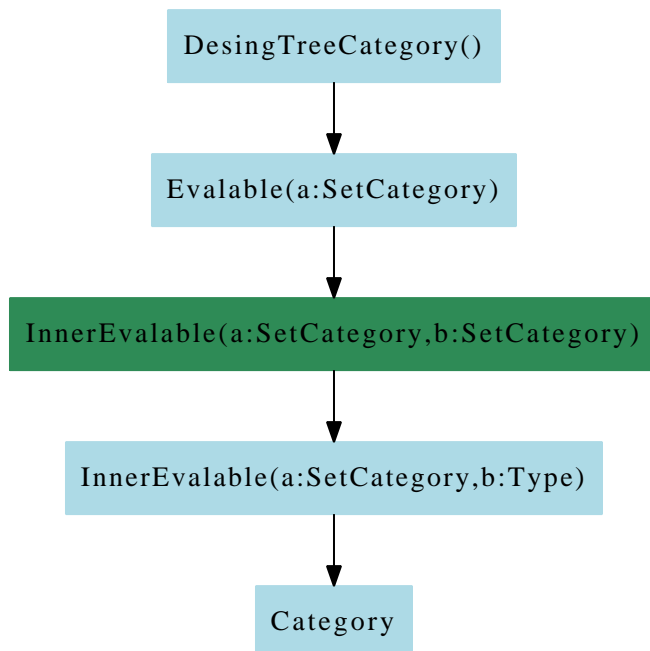 DesingTreeCategory()
Evalable(a:SetCategory)
InnerEvalable(a:SetCategory,b:SetCategory)
InnerEvalable(a:SetCategory,b:Type)
Category